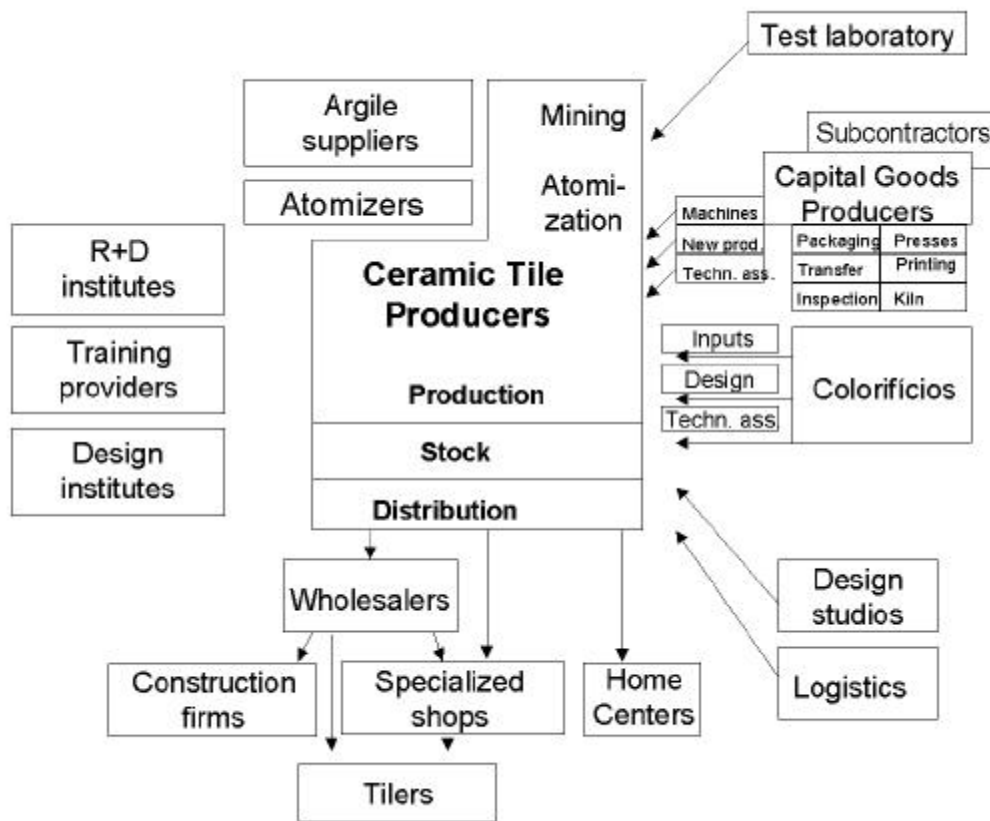 Test laboratory
Argile
suppliers
Mining
Subcontractors
Capital Goods
Producers
Atomizers
Atomi-
zation
Machines
New prod.
Techn. ass.
Packaging
Presses
Transfer
Printing
Inspection
Kiln
R+D
institutes
Ceramic Tile
Producers
Training
providers
Inputs
Design
Techn. ass.
Colorifícios
Production
Design
institutes
Stock
Distribution
Wholesalers
Design
studios
Construction
firms
Specialized
shops
Home
Centers
Logistics
Tilers